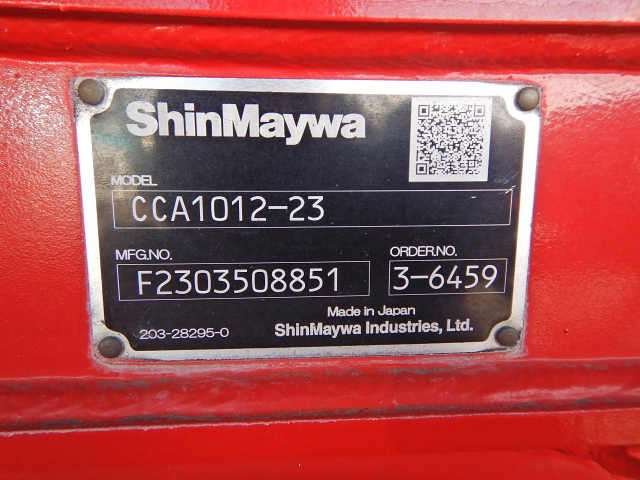 ShinMaywa
MODEL
CCA1012-23
MFG.NO. ORDER.NO.
F2303508851 3-6459
Made in Japan
203-28295-0 ShinMaywa Industries, Ltd.